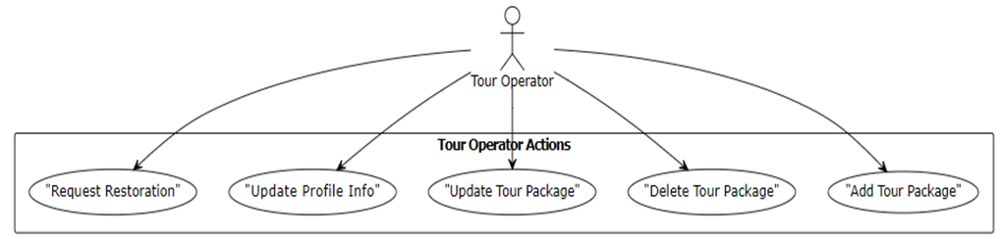 Tour Operator
Tour Operator Actions
"Request Restoration"
"Update Profile Info"
"Update Tour Package"
"Delete Tour Package"
"Add Tour Package"